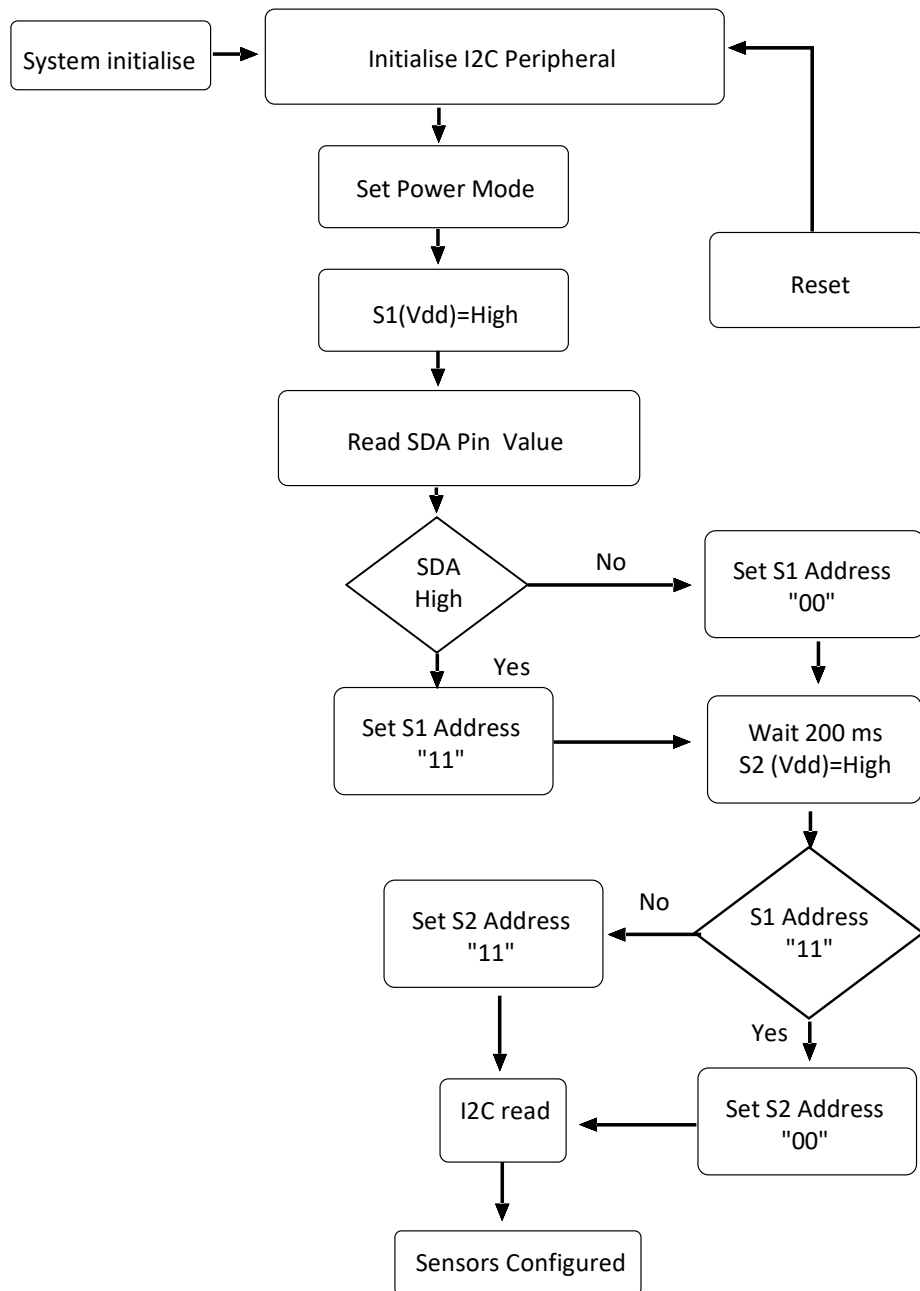 System initialise
Initialise I2C Peripheral
Set Power Mode
S1(Vdd)=High
Reset
Read SDA Pin Value
SDA
High
No
Set S1 Address
"00"
Yes
Set S1 Address
"11"
Wait 200 ms
S2 (Vdd)=High
S1 Address
"11"
No
Set S2 Address
"11"
Yes
Set S2 Address
"00"
I2C read
Sensors Configured